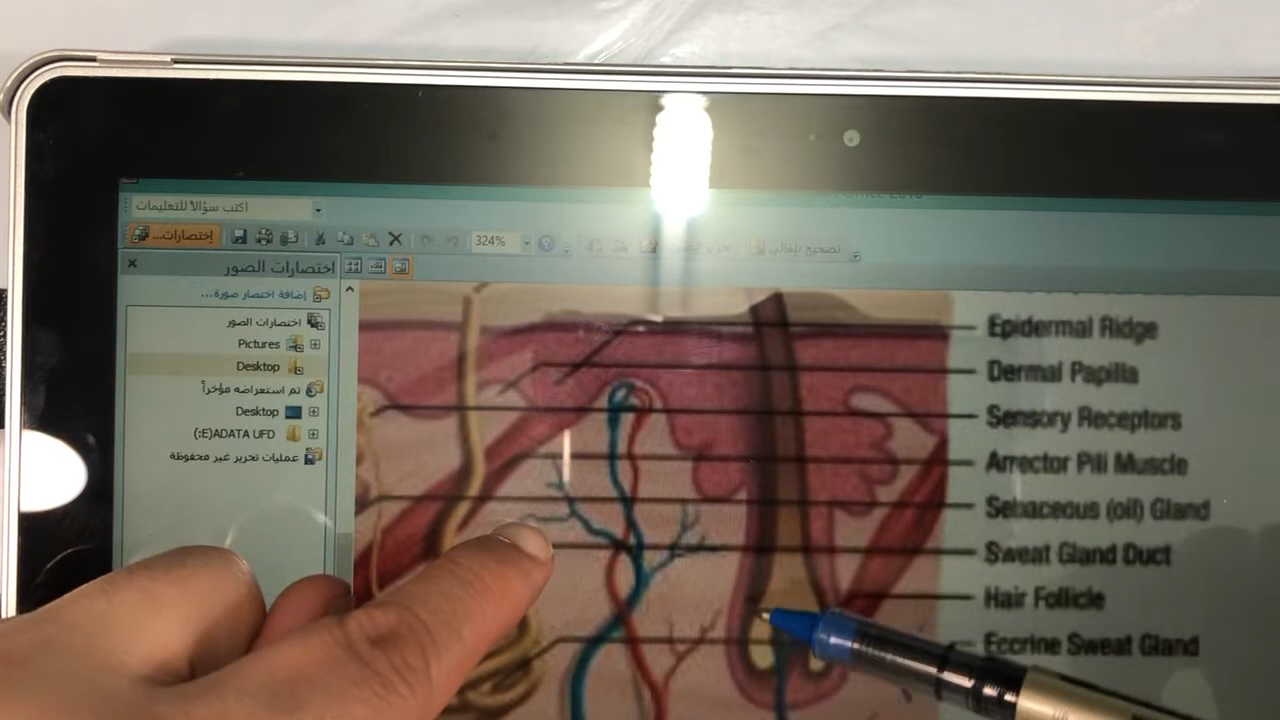 اكتب سؤالاً للتعليمات
إختصارات...
324%
تصحيح تلقائي
اختصارات الصور
إضافة اختصار صورة...
اختصارات الصور
Pictures
Desktop
تم استعراضه مؤخراً
Desktop
ADATA UFD (E:)
عمليات تحرير غير محفوظة
Epidermal Ridge
Dermal Papilla
Sensory Receptors
Arrector Pili Muscle
Sebaceous (oil) Gland
Sweat Gland Duct
Hair Follicle
Eccrine Sweat Gland